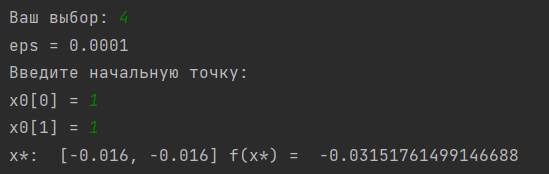 Ваш выбор: 4
eps = 0.0001
Введите начальную точку:
x0[0] = 1
x0[1] = 1
x*:  [-0.016, -0.016] f(x*) =  -0.03151761499146688